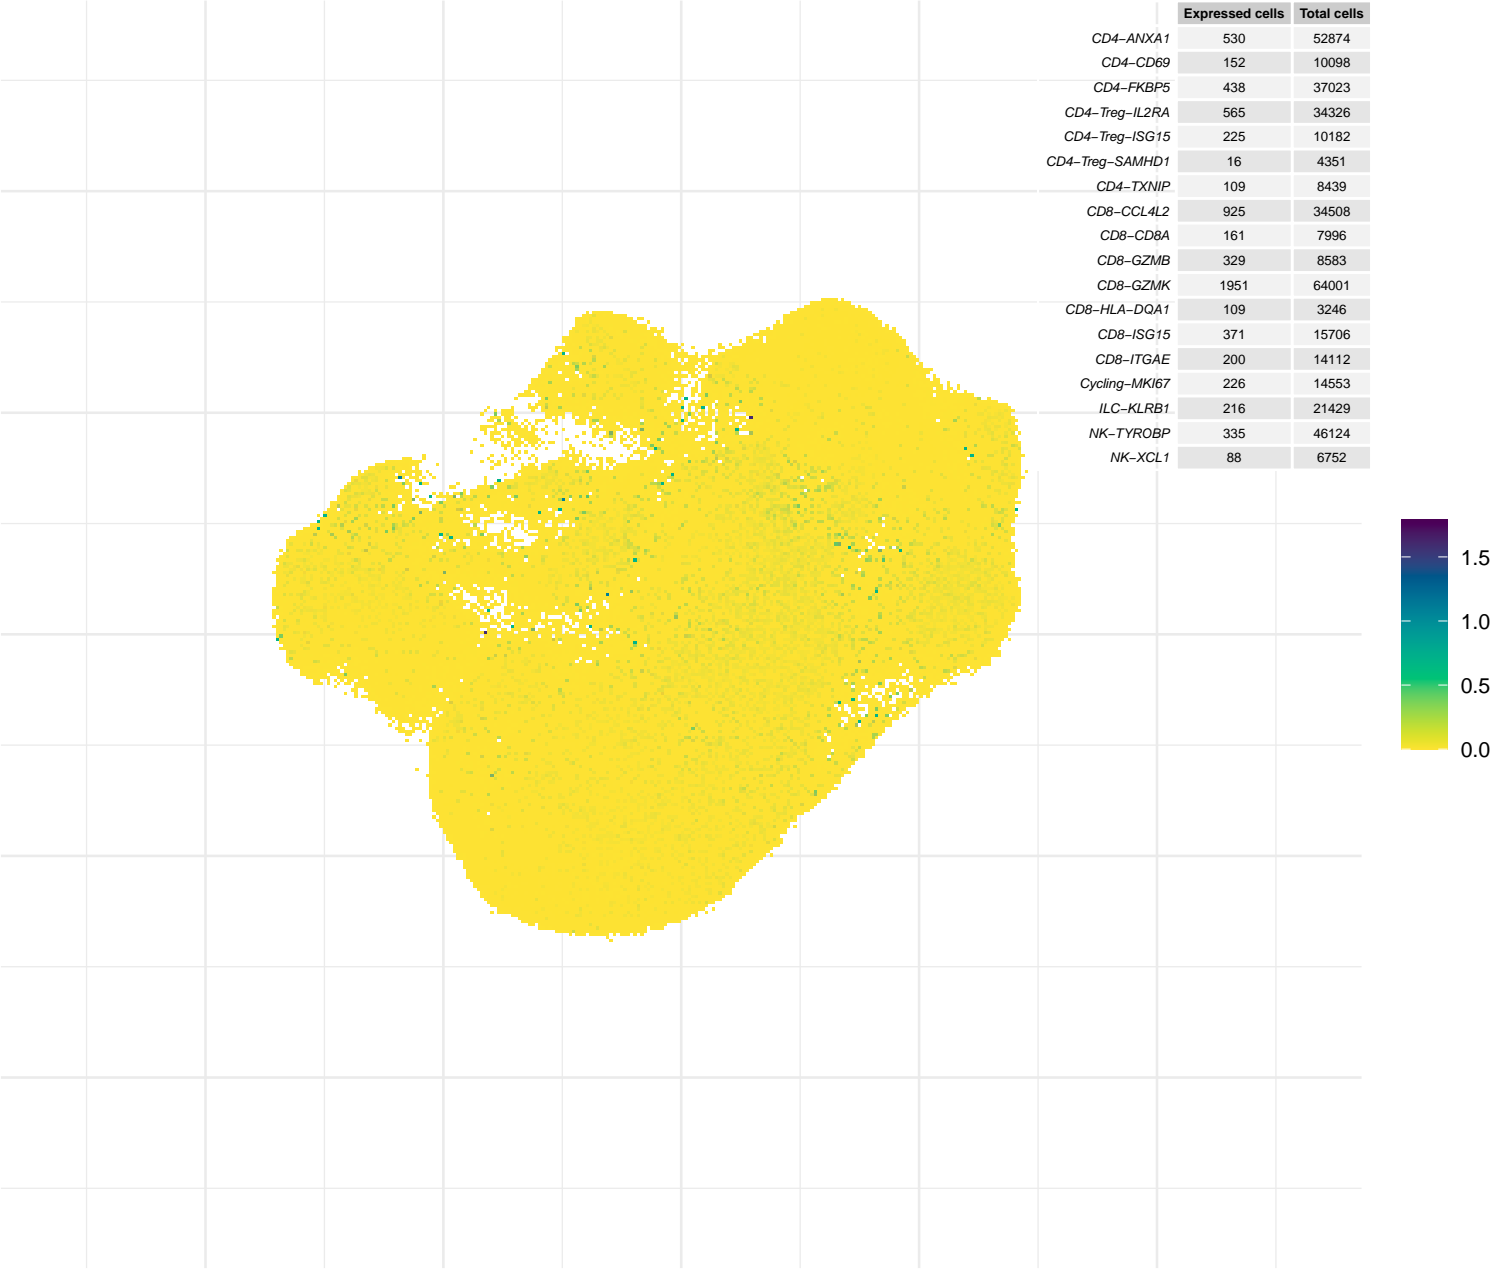 Expressed cells Total cells
CD4−ANXA1 530 52874
CD4−CD69 152 10098
CD4−FKBP5 438 37023
CD4−Treg−IL2RA 565 34326
CD4−Treg−ISG15 225 10182
CD4−Treg−SAMHD1 16 4351
CD4−TXNIP 109 8439
CD8−CCL4L2 925 34508
CD8−CD8A 161 7996
CD8−GZMB 329 8583
CD8−GZMK 1951 64001
CD8−HLA−DQA1 109 3246
CD8−ISG15 371 15706
CD8−ITGAE 200 14112
Cycling−MKI67 226 14553
ILC−KLRB1 216 21429
NK−TYROBP 335 46124
NK−XCL1 88 6752
1.5
1.0
0.5
0.0